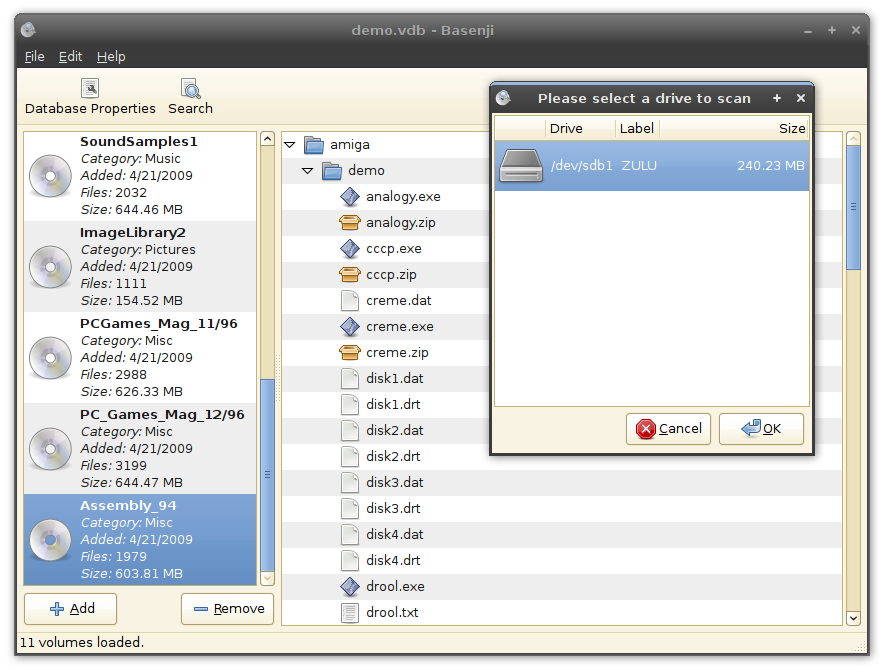 demo.vdb - Basenji
File Edit Help
Database Properties Search
SoundSamples1
Category: Music
Added: 4/21/2009
Files: 2032
Size: 644.46 MB
ImageLibrary2
Category: Pictures
Added: 4/21/2009
Files: 1111
Size: 154.52 MB
PCGames_Mag_11/96
Category: Misc
Added: 4/21/2009
Files: 2988
Size: 626.33 MB
PC_Games_Mag_12/96
Category: Misc
Added: 4/21/2009
Files: 3199
Size: 644.47 MB
Assembly_94
Category: Misc
Added: 4/21/2009
Files: 1979
Size: 603.81 MB
Add Remove
11 volumes loaded.
amiga
demo
analogy.exe
analogy.zip
cccp.exe
cccp.zip
creme.dat
creme.exe
creme.zip
disk1.dat
disk1.drt
disk2.dat
disk2.drt
disk3.dat
disk3.drt
disk4.dat
disk4.drt
drool.exe
drool.txt
Please select a drive to scan
Drive Label Size
/dev/sdb1 ZULU 240.23 MB
Cancel OK